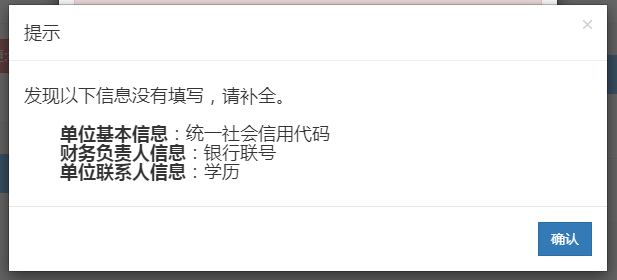 提示
×
发现以下信息没有填写，请补全。
单位基本信息：统一社会信用代码
财务负责人信息：银行联号
单位联系人信息：学历
确认